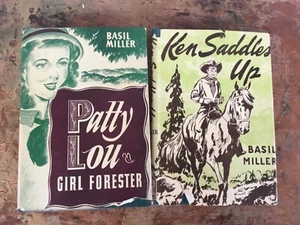 BASIL
MILLER
Patty
Lou
GIRL FORESTER
Ken Saddles
Up
BASIL
MILLER